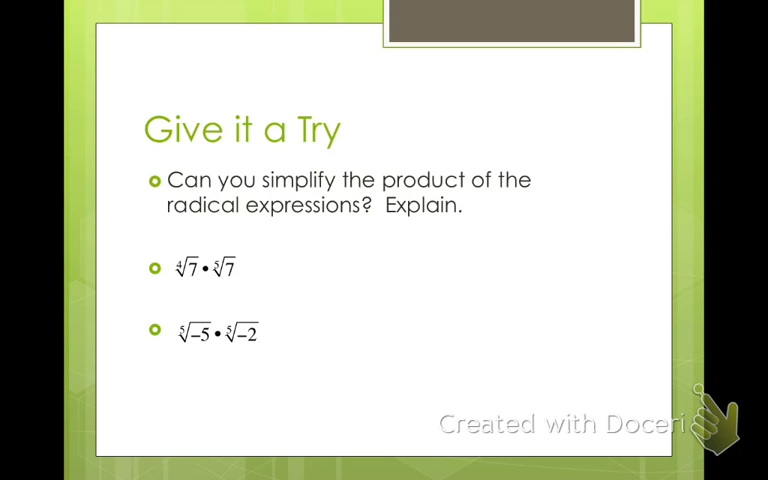 Give it a Try
Can you simplify the product of the
radical expressions? Explain.
∜7 • ⁵√7
⁵√−5 • ⁵√−2
Created with Doceri